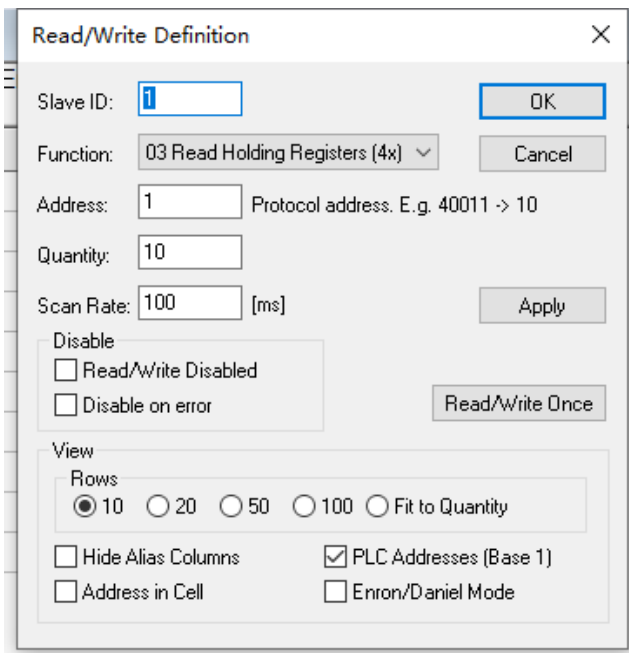 Read/Write Definition
Slave ID: 1 OK
Function: 03 Read Holding Registers (4x) Cancel
Address: 1 Protocol address. E.g. 40011 -> 10
Quantity: 10
Scan Rate: 100 [ms] Apply
Disable
Read/Write Disabled
Disable on error Read/Write Once
View
Rows
10 20 50 100 Fit to Quantity
Hide Alias Columns PLC Addresses (Base 1)
Address in Cell Enron/Daniel Mode